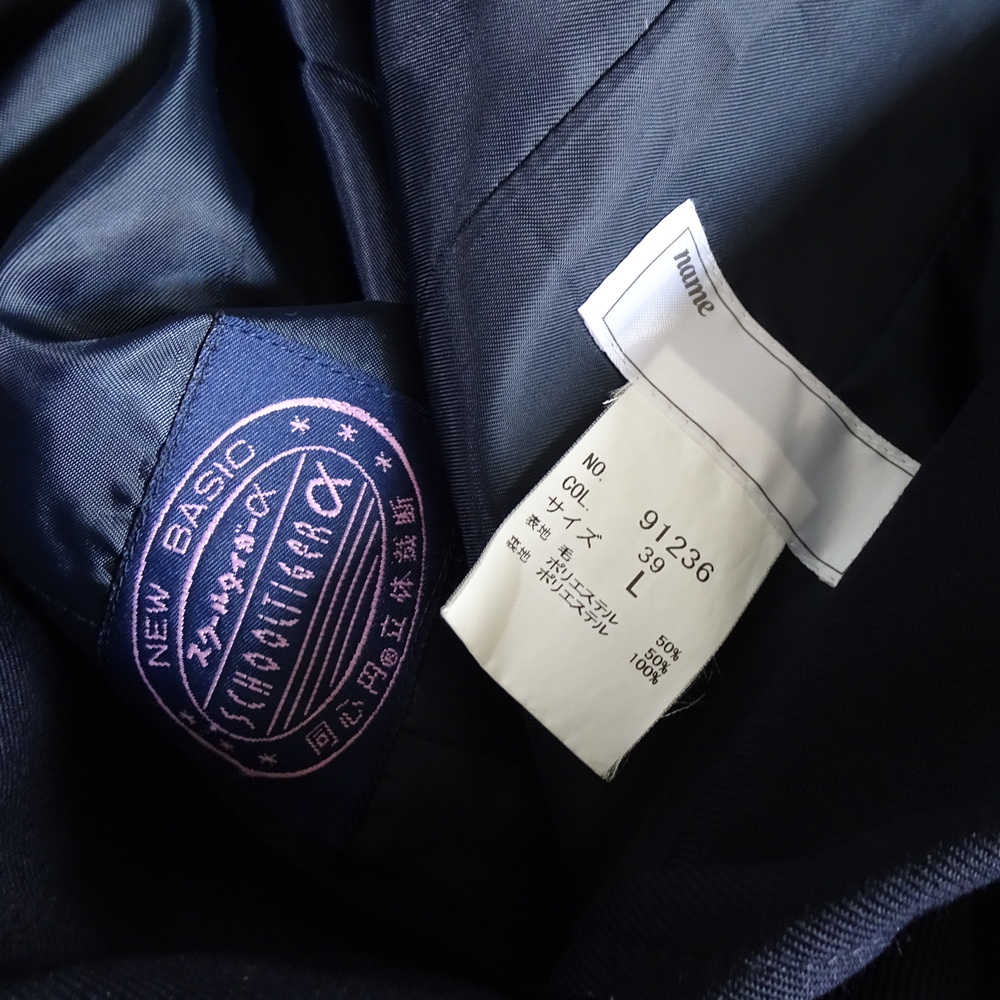 NEW BASIC
スクールタイガー-α
SCHOOLTIGER α
同心円®立体裁断
name
NO. 91236
COL. 39
サイズ L
表地 毛 50%
ポリエステル 50%
裏地 ポリエステル 100%